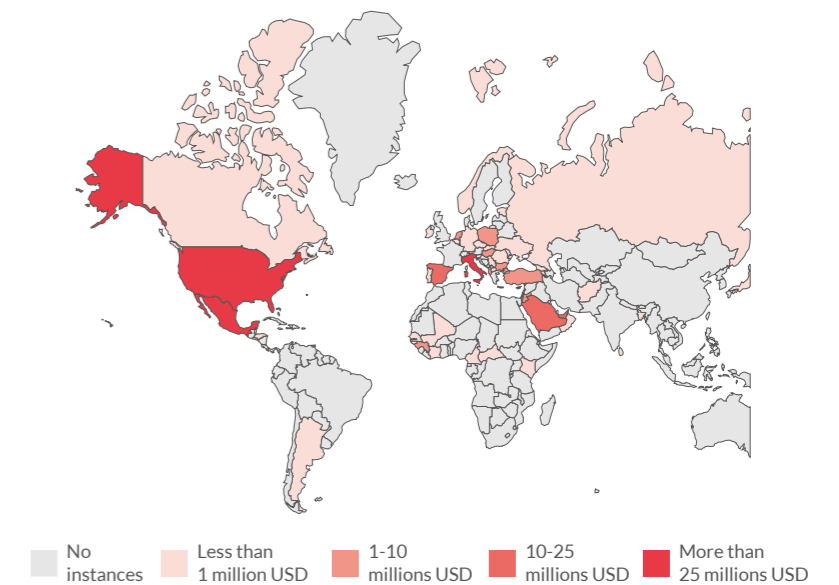 No
instances
Less than
1 million USD
1-10
millions USD
10-25
millions USD
More than
25 millions USD